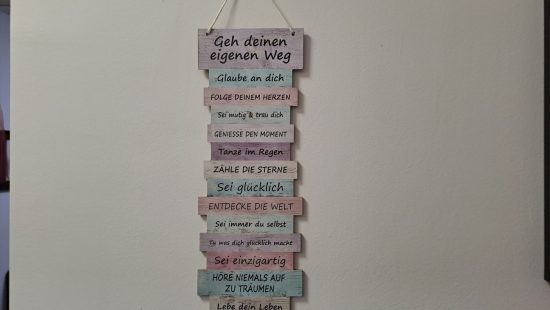 Geh deinen
eigenen Weg
Glaube an dich
FOLGE DEINEM HERZEN
Sei mutig & trau dich
GENIESSE DEN MOMENT
Tanze im Regen
ZÄHLE DIE STERNE
Sei glücklich
ENTDECKE DIE WELT
Sei immer du selbst
Tu was dich glücklich macht
Sei einzigartig
HÖRE NIEMALS AUF
ZU TRÄUMEN
Lebe dein Leben